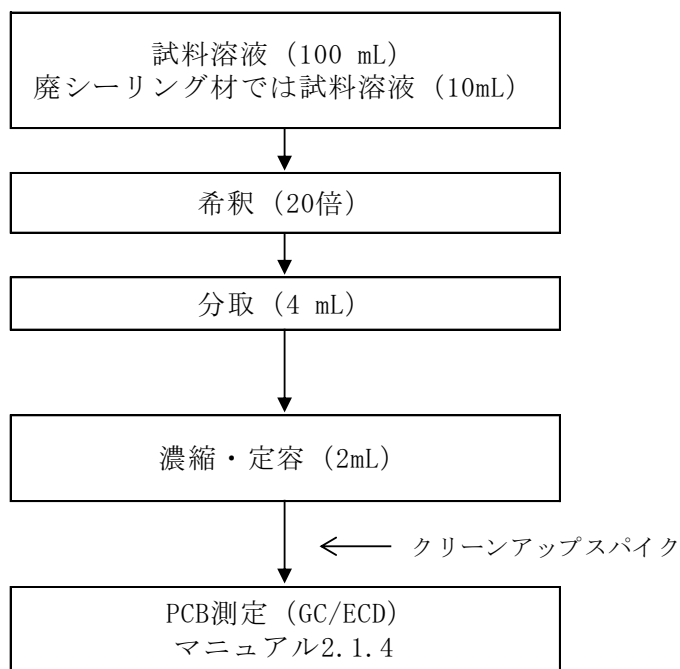 試料溶液 (100 mL)
廃シーリング材では試料溶液 (10mL)
希釈 (20倍)
分取 (4 mL)
濃縮・定容 (2mL)
クリーンアップスパイク
PCB測定 (GC/ECD)
マニュアル2.1.4